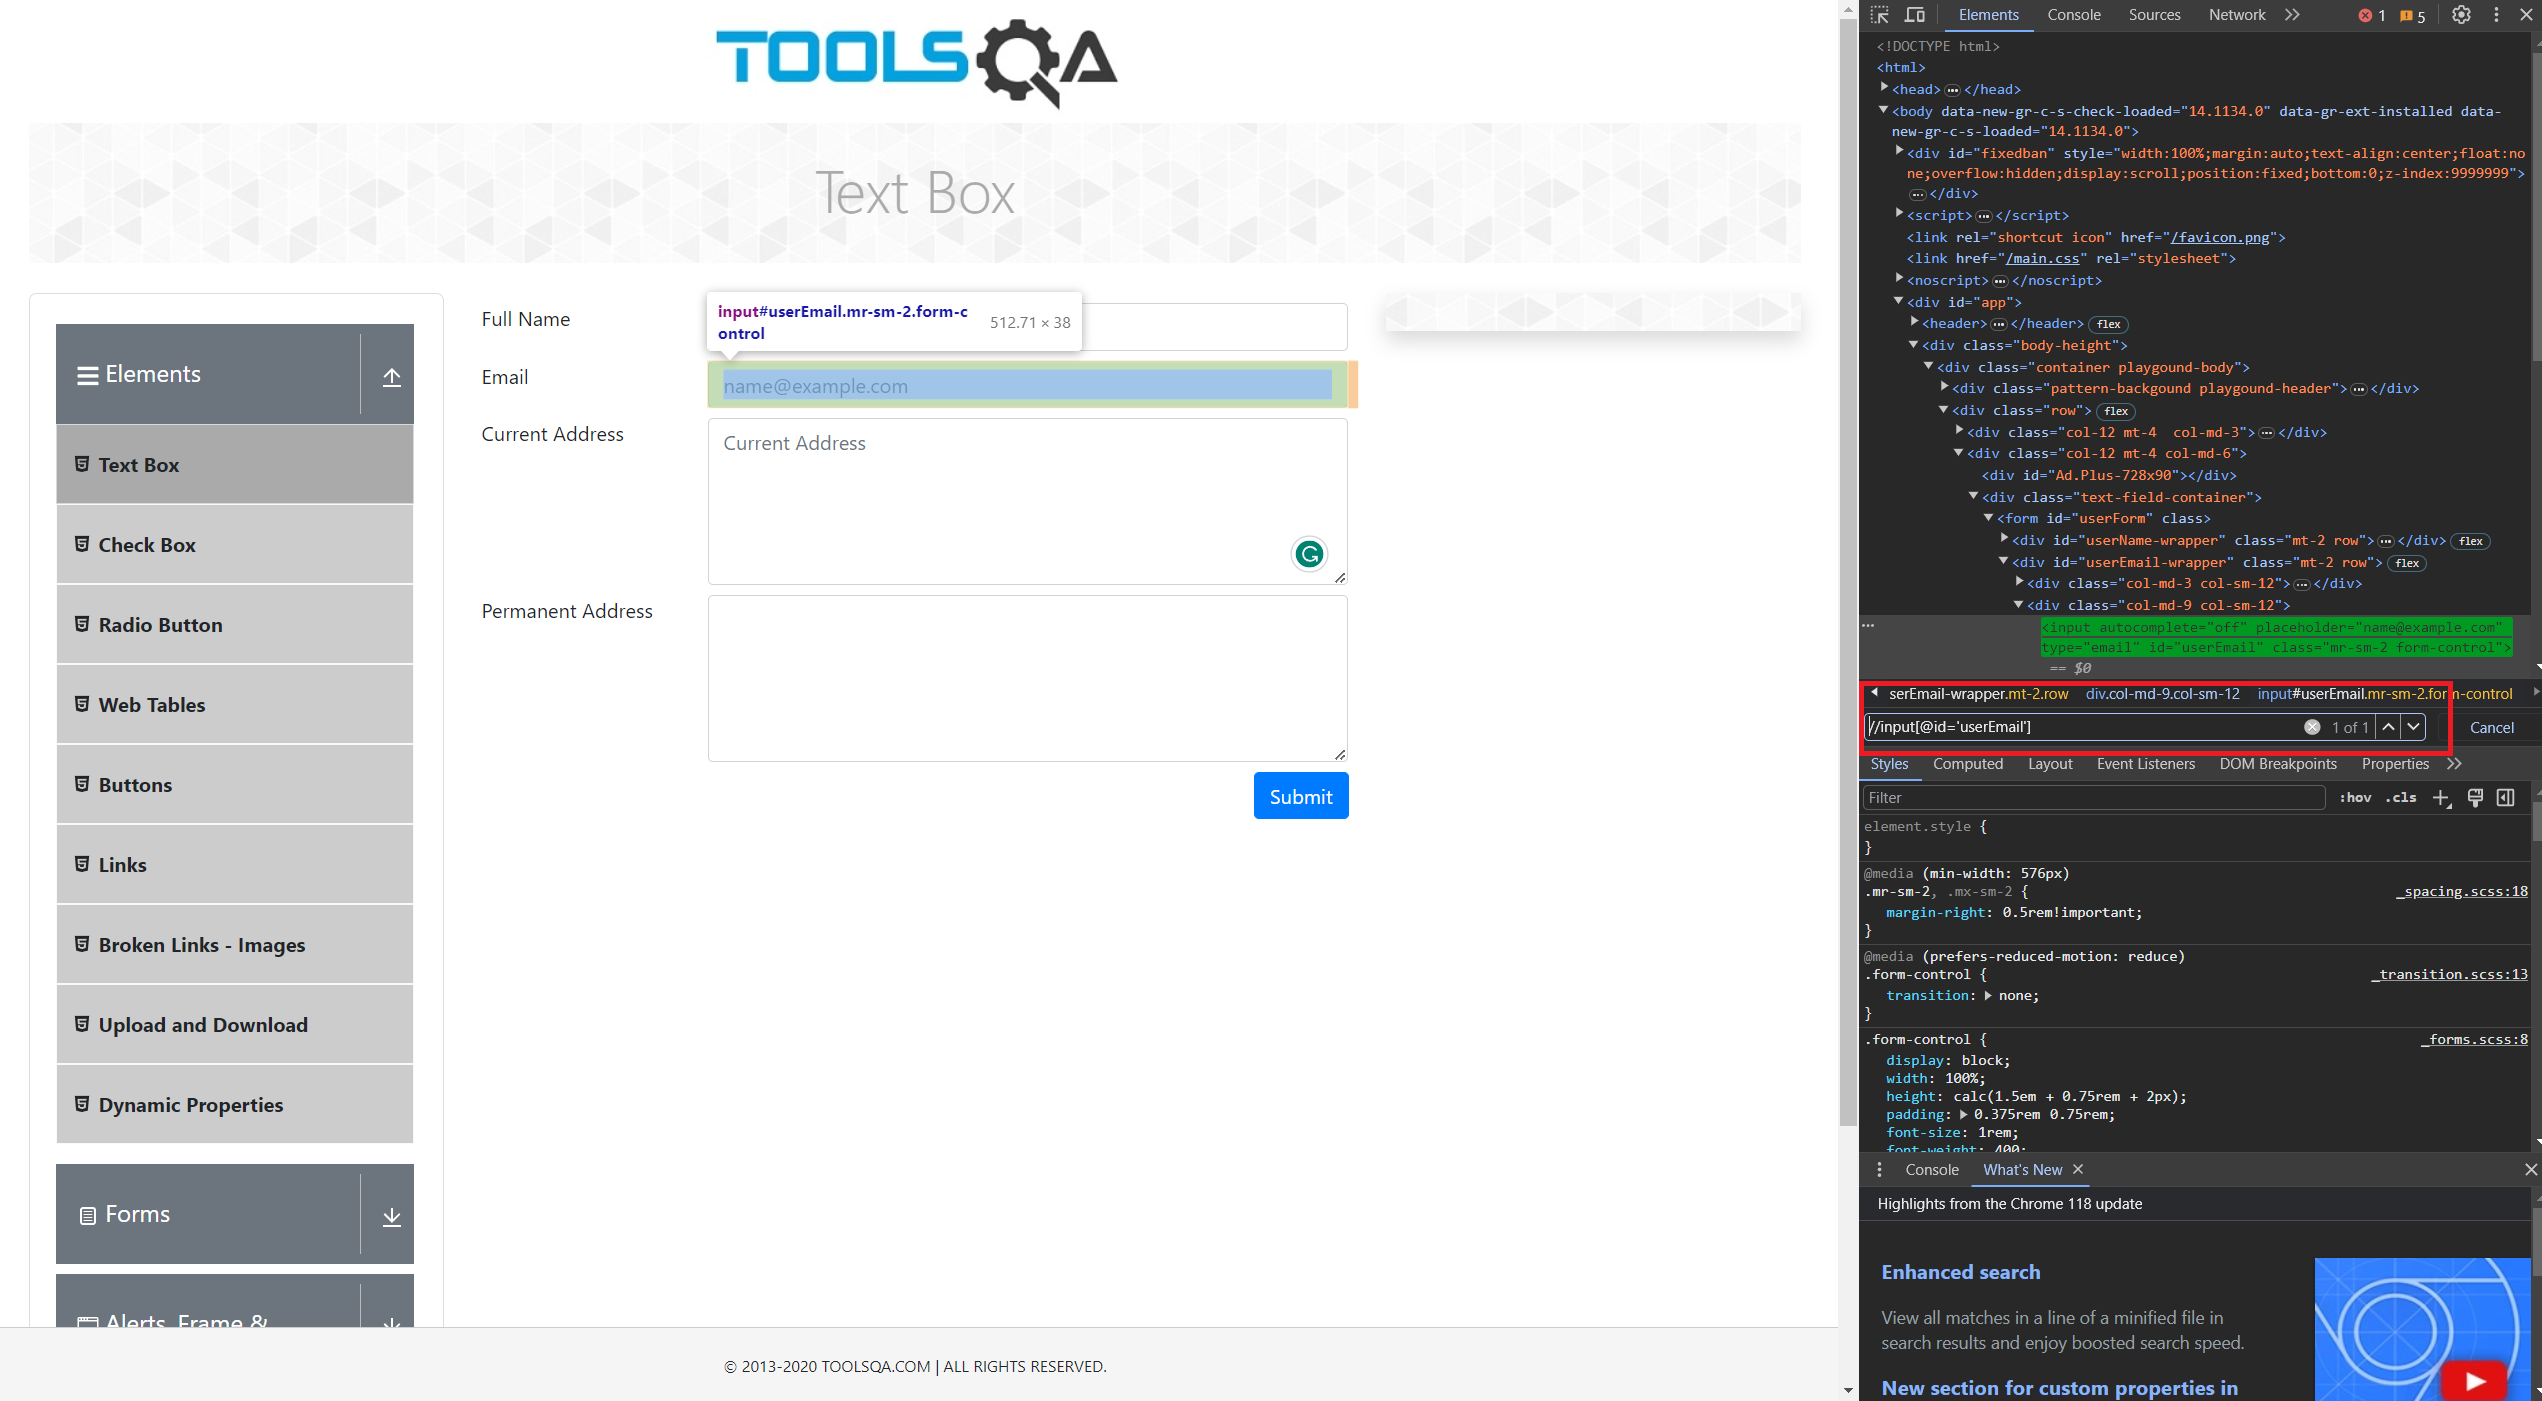 TOOLSQA
Text Box
Elements
Text Box
Check Box
Radio Button
Web Tables
Buttons
Links
Broken Links - Images
Upload and Download
Dynamic Properties
Forms
Alerts, Frame &
Full Name
input#userEmail.mr-sm-2.form-c
ontrol
512.71 × 38
Email
name@example.com
Current Address
Current Address
Permanent Address
Submit
© 2013-2020 TOOLSQA.COM | ALL RIGHTS RESERVED.
Elements Console Sources Network 1 5
<!DOCTYPE html>
<html>
<head>…</head>
<body data-new-gr-c-s-check-loaded="14.1134.0" data-gr-ext-installed data-
new-gr-c-s-loaded="14.1134.0">
<div id="fixedban" style="width:100%;margin:auto;text-align:center;float:no
ne;overflow:hidden;display:scroll;position:fixed;bottom:0;z-index:9999999">
…</div>
<script>…</script>
<link rel="shortcut icon" href="/favicon.png">
<link href="/main.css" rel="stylesheet">
<noscript>…</noscript>
<div id="app">
<header>…</header> flex
<div class="body-height">
<div class="container playgound-body">
<div class="pattern-backgound playgound-header">…</div>
<div class="row"> flex
<div class="col-12 mt-4  col-md-3">…</div>
<div class="col-12 mt-4 col-md-6">
<div id="Ad.Plus-728x90"></div>
<div class="text-field-container">
<form id="userForm" class>
<div id="userName-wrapper" class="mt-2 row">…</div> flex
<div id="userEmail-wrapper" class="mt-2 row"> flex
<div class="col-md-3 col-sm-12">…</div>
<div class="col-md-9 col-sm-12">
<input autocomplete="off" placeholder="name@example.com"
type="email" id="userEmail" class="mr-sm-2 form-control">
== $0
serEmail-wrapper.mt-2.row div.col-md-9.col-sm-12 input#userEmail.mr-sm-2.form-control
//input[@id='userEmail'] 1 of 1 Cancel
Styles Computed Layout Event Listeners DOM Breakpoints Properties
Filter :hov .cls
element.style {
}
@media (min-width: 576px)
.mr-sm-2, .mx-sm-2 { _spacing.scss:18
margin-right: 0.5rem!important;
}
@media (prefers-reduced-motion: reduce)
.form-control { _transition.scss:13
transition: none;
}
.form-control { _forms.scss:8
display: block;
width: 100%;
height: calc(1.5em + 0.75rem + 2px);
padding: 0.375rem 0.75rem;
font-size: 1rem;
font-weight: 400;
Console What's New
Highlights from the Chrome 118 update
Enhanced search
View all matches in a line of a minified file in
search results and enjoy boosted search speed.
New section for custom properties in